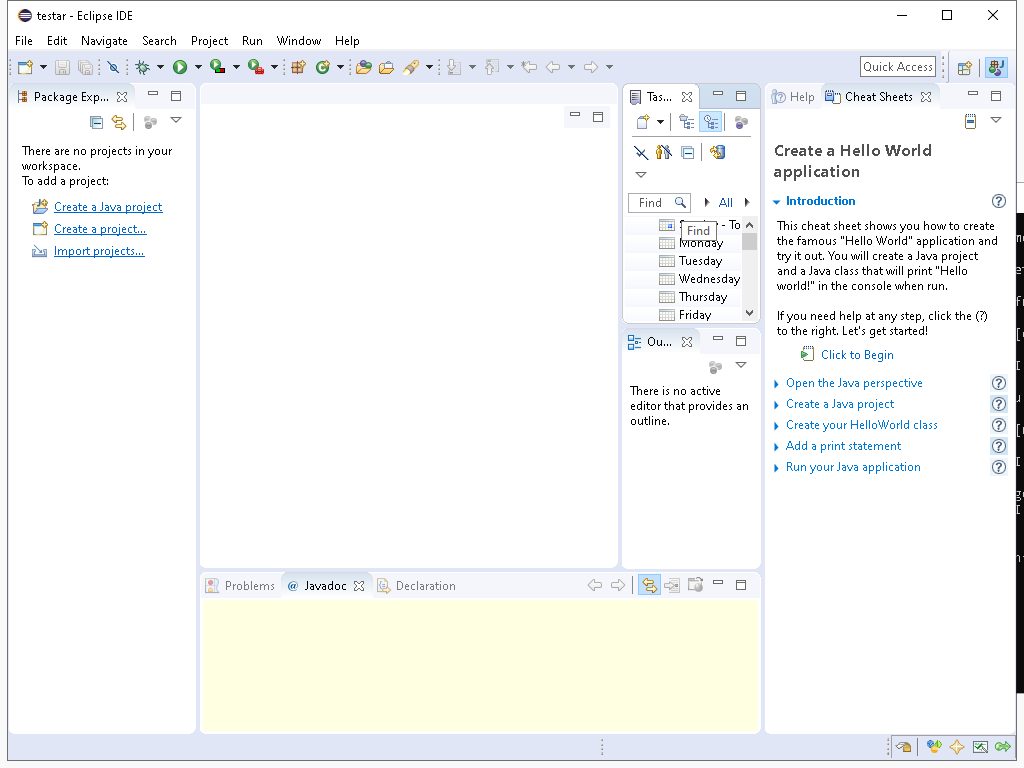 testar - Eclipse IDE
File Edit Navigate Search Project Run Window Help
Quick Access
Package Exp...
There are no projects in your
workspace.
To add a project:
Create a Java project
Create a project...
Import projects...
Tas...
Find All
- To
Find
Monday
Tuesday
Wednesday
Thursday
Friday
Ou...
There is no active
editor that provides an
outline.
Help Cheat Sheets
Create a Hello World
application
Introduction
This cheat sheet shows you how to create
the famous "Hello World" application and
try it out. You will create a Java project
and a Java class that will print "Hello
world!" in the console when run.
If you need help at any step, click the (?)
to the right. Let's get started!
Click to Begin
Open the Java perspective
Create a Java project
Create your HelloWorld class
Add a print statement
Run your Java application
Problems @ Javadoc Declaration